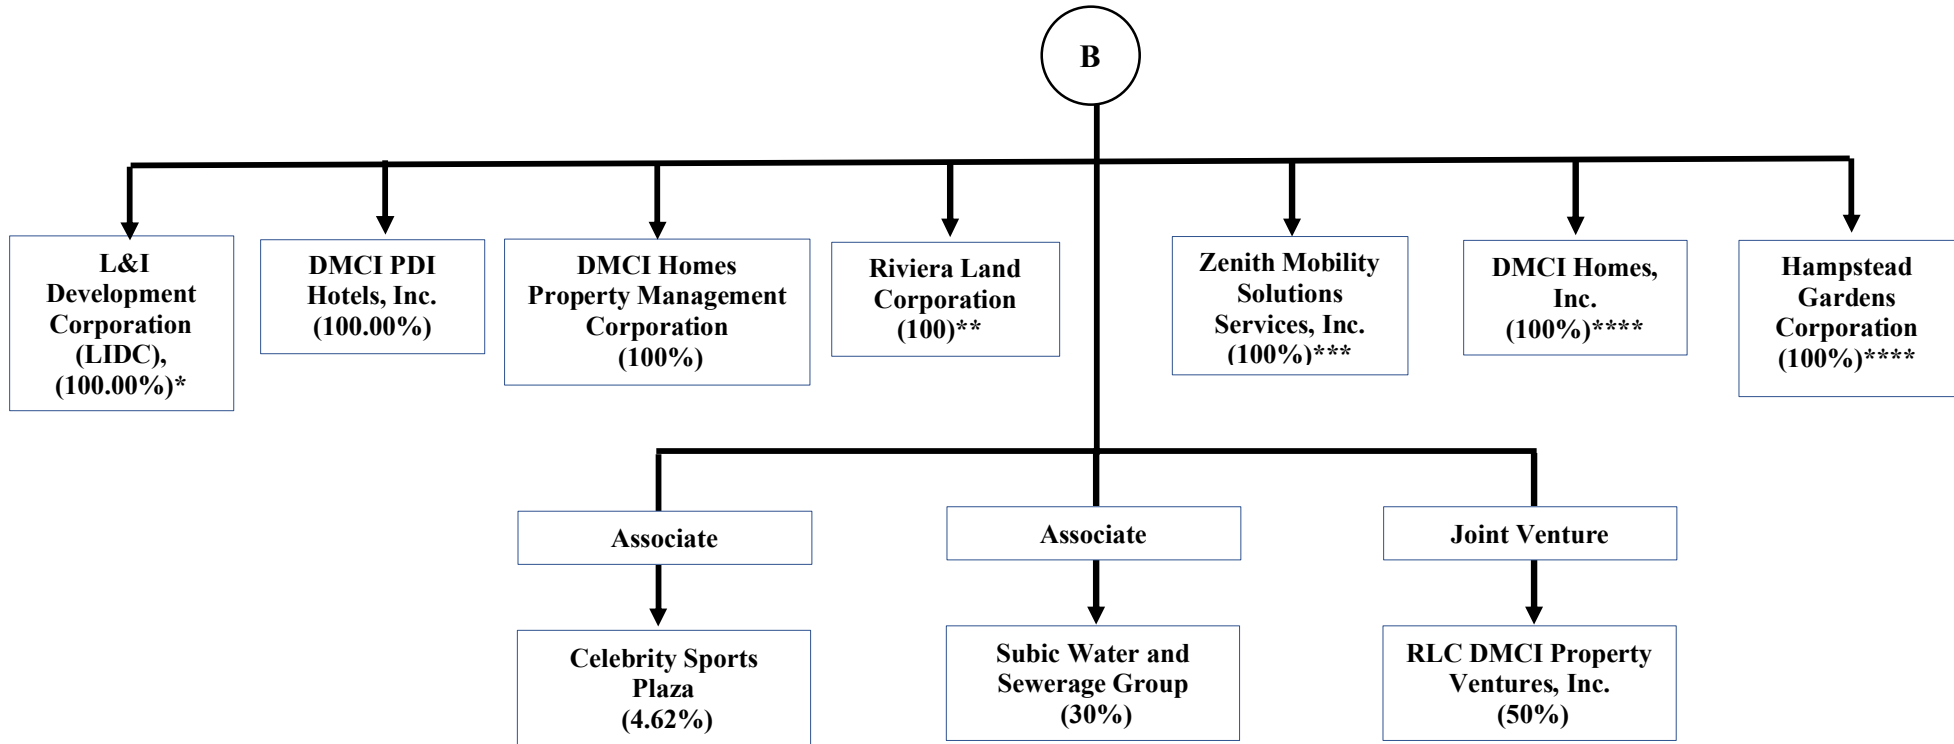 B
L&I
Development
Corporation
(LIDC),
(100.00%)*
DMCI PDI
Hotels, Inc.
(100.00%)
DMCI Homes
Property Management
Corporation
(100%)
Riviera Land
Corporation
(100)**
Zenith Mobility
Solutions
Services, Inc.
(100%)***
DMCI Homes,
Inc.
(100%)****
Hampstead
Gardens
Corporation
(100%)****
Associate
Associate
Joint Venture
Celebrity Sports
Plaza
(4.62%)
Subic Water and
Sewerage Group
(30%)
RLC DMCI Property
Ventures, Inc.
(50%)